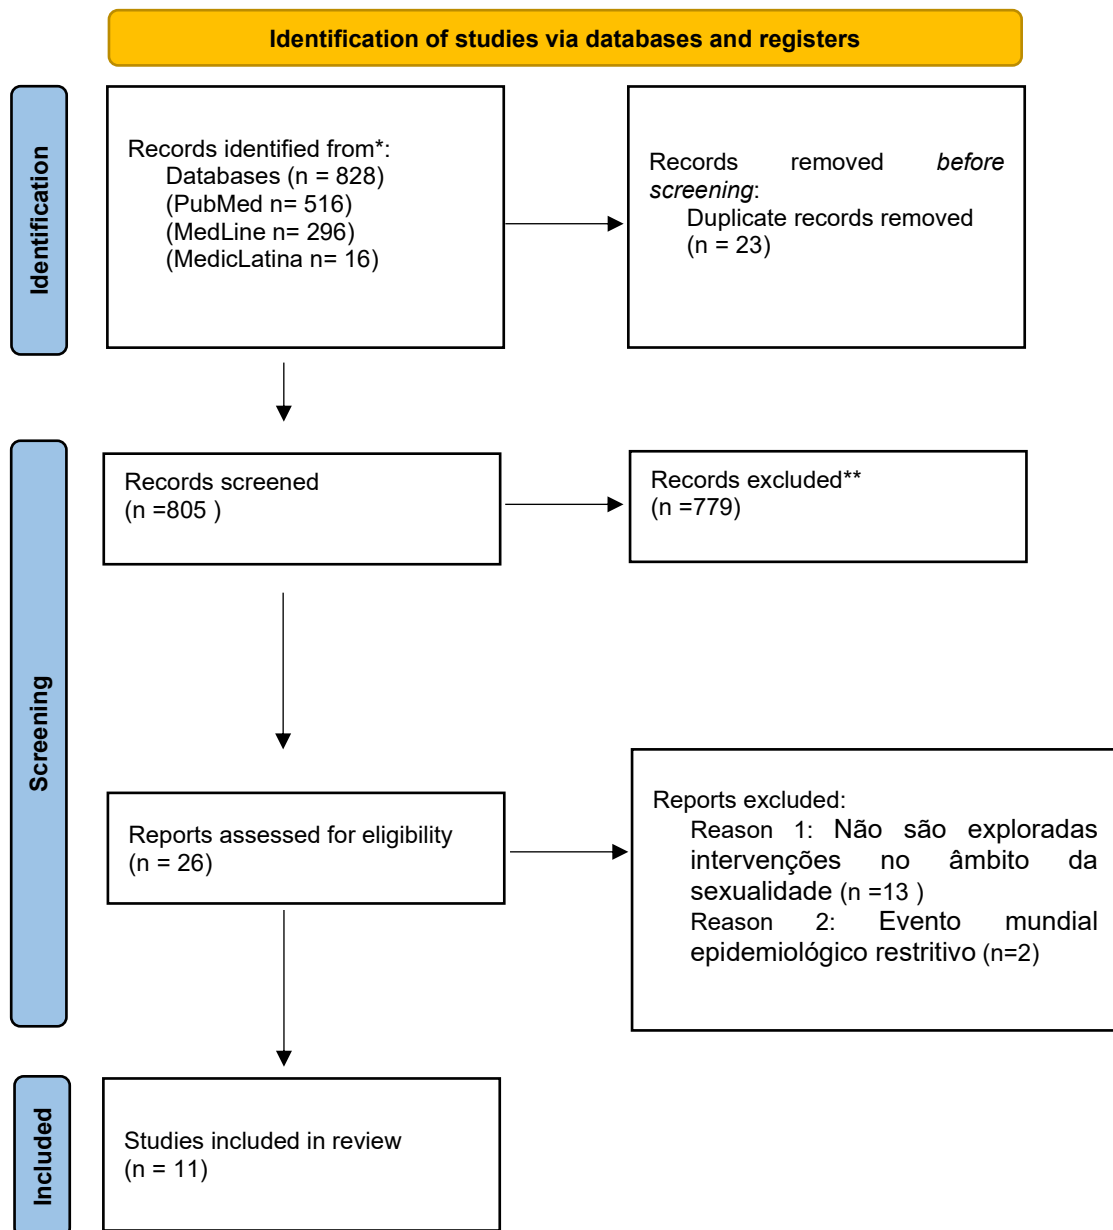 Identification of studies via databases and registers
Identification
Records identified from*:
Databases (n = 828)
(PubMed n= 516)
(MedLine n= 296)
(MedicLatina n= 16)
Records removed before
screening:
Duplicate records removed
(n = 23)
Screening
Records screened
(n =805 )
Records excluded**
(n =779)
Reports assessed for eligibility
(n = 26)
Reports excluded:
Reason 1: Não são exploradas
intervenções no âmbito da
sexualidade (n =13 )
Reason 2: Evento mundial
epidemiológico restritivo (n=2)
Included
Studies included in review
(n = 11)